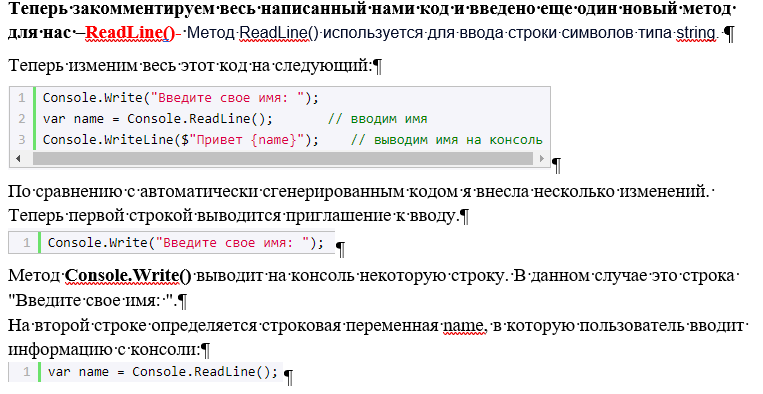 Теперь закомментируем весь написанный нами код и введено еще один новый метод
для нас –ReadLine()- Метод ReadLine() используется для ввода строки символов типа string. ¶
Теперь изменим весь этот код на следующий:¶
1 Console.Write("Введите свое имя: ");
2 var name = Console.ReadLine();       // вводим имя
3 Console.WriteLine($"Привет {name}");    // выводим имя на консоль
¶
По сравнению с автоматически сгенерированным кодом я внесла несколько изменений.
Теперь первой строкой выводится приглашение к вводу.¶
1 Console.Write("Введите свое имя: "); ¶
Метод Console.Write() выводит на консоль некоторую строку. В данном случае это строка
"Введите свое имя: ".¶
На второй строке определяется строковая переменная name, в которую пользователь вводит
информацию с консоли:¶
1 var name = Console.ReadLine(); ¶